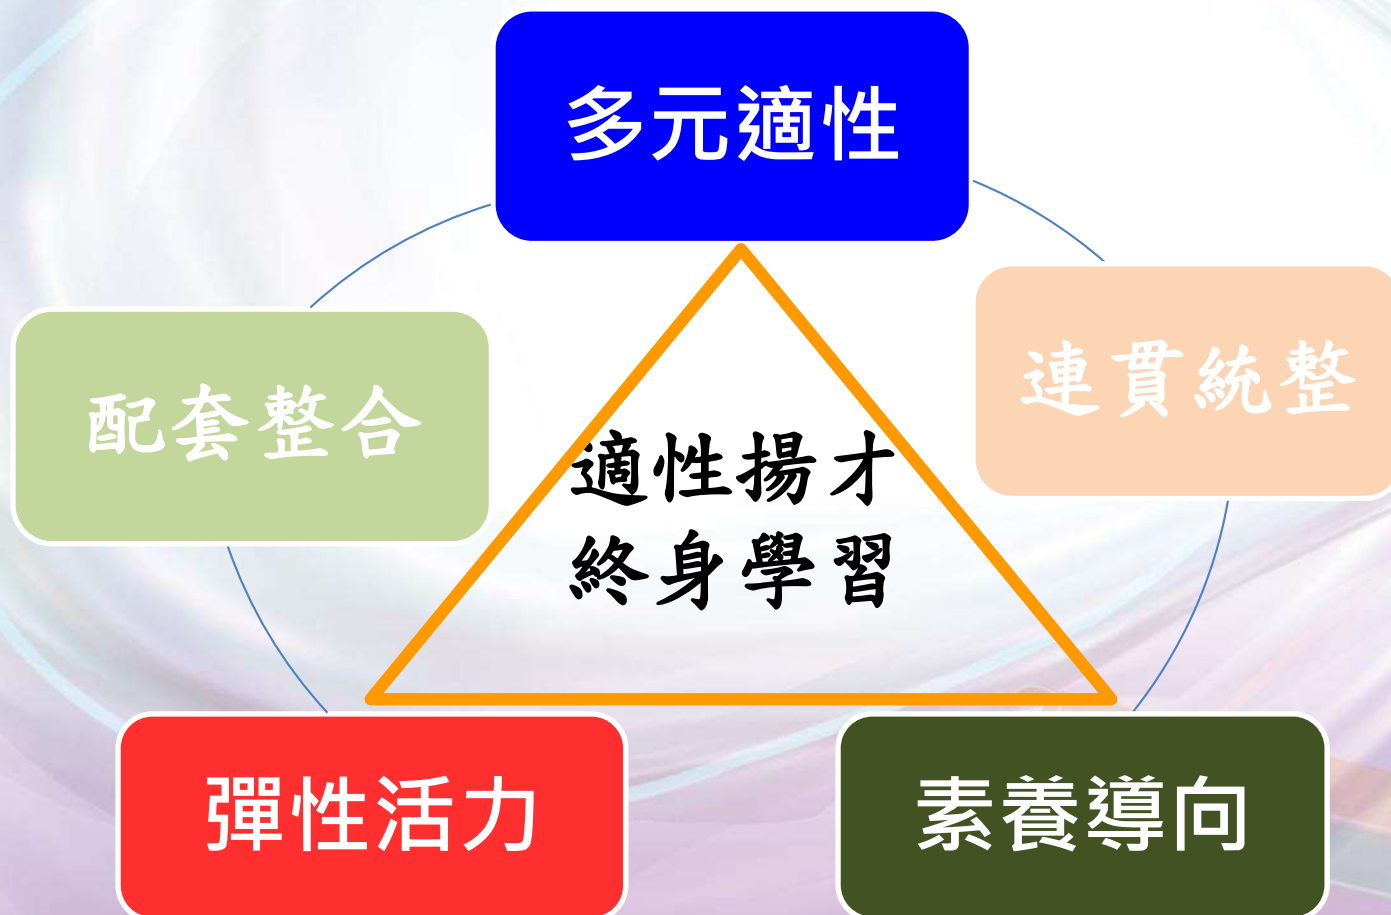 多元適性
連貫統整
配套整合
適性揚才
終身學習
彈性活力
素養導向